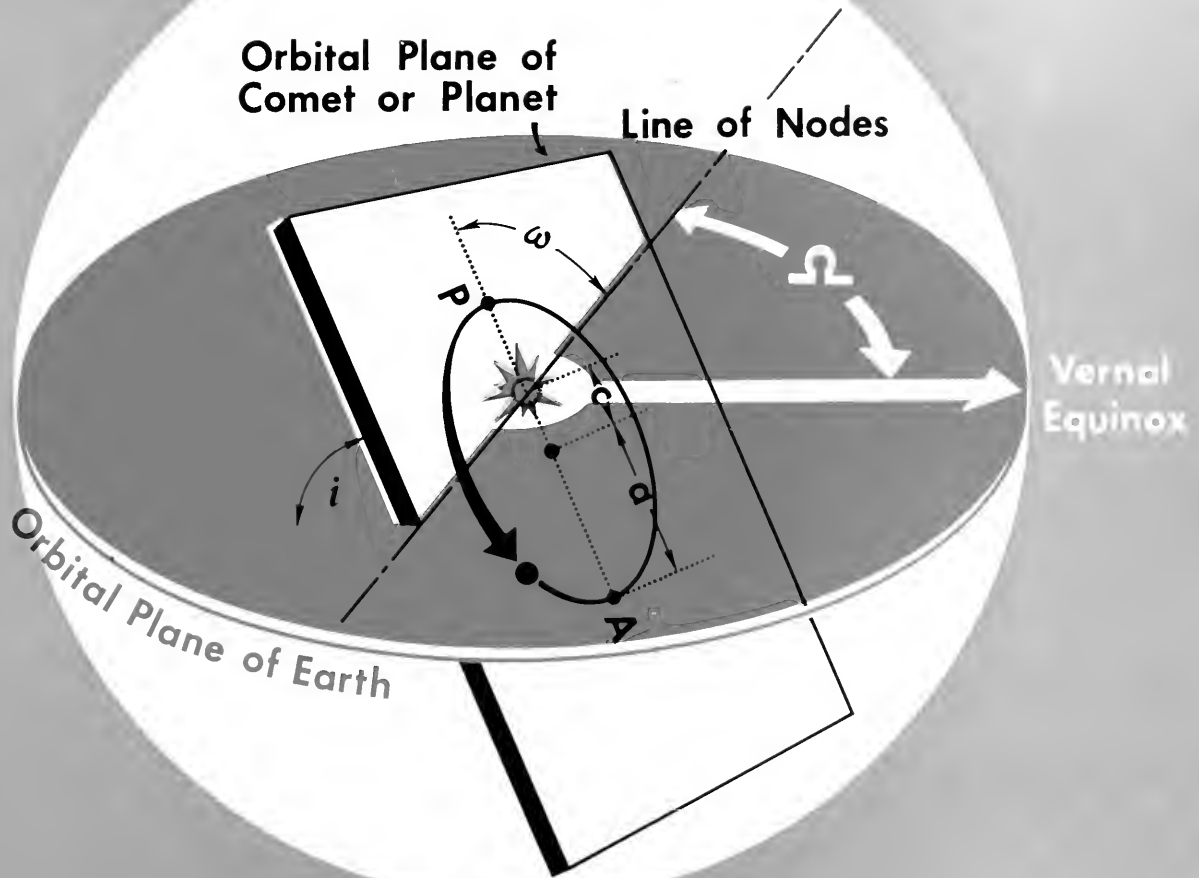 Orbital Plane of
Comet or Planet
Line of Nodes
ω
P
Ω
c
Vernal
Equinox
d
i
A
Orbital Plane of Earth